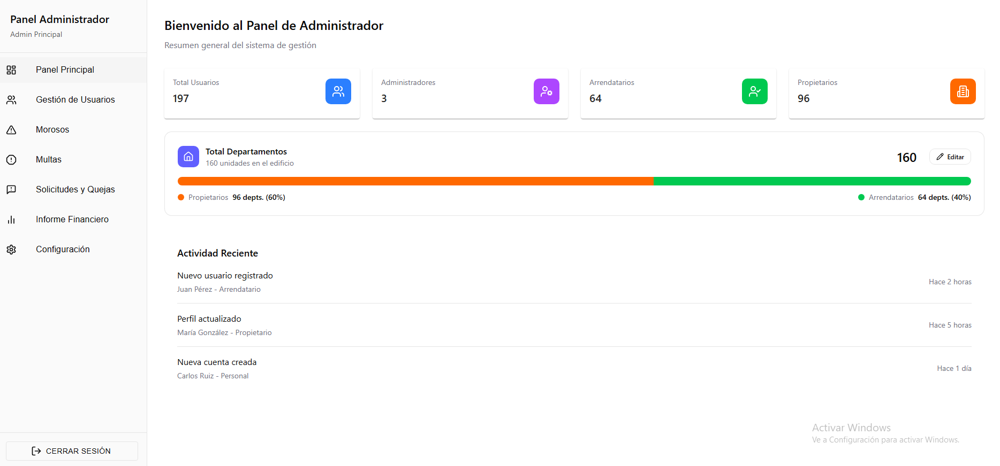 Panel Administrador
Admin Principal
Panel Principal
Gestión de Usuarios
Morosos
Multas
Solicitudes y Quejas
Informe Financiero
Configuración
CERRAR SESIÓN
Bienvenido al Panel de Administrador
Resumen general del sistema de gestión
Total Usuarios
197
Administradores
3
Arrendatarios
64
Propietarios
96
Total Departamentos
160 unidades en el edificio
160
Editar
Propietarios 96 depts. (60%)
Arrendatarios 64 depts. (40%)
Actividad Reciente
Nuevo usuario registrado
Juan Pérez - Arrendatario
Hace 2 horas
Perfil actualizado
María González - Propietario
Hace 5 horas
Nueva cuenta creada
Carlos Ruiz - Personal
Hace 1 día
Activar Windows
Ve a Configuración para activar Windows.